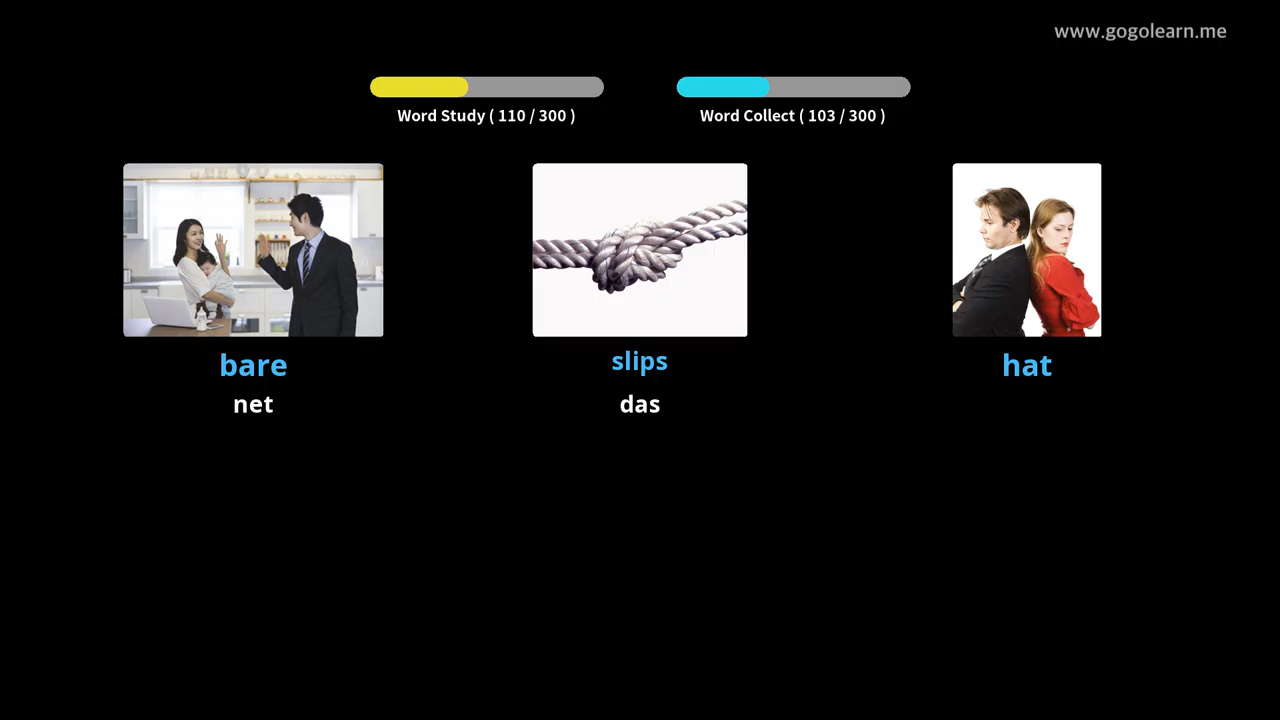 www.gogolearn.me
Word Study ( 110 / 300 )
Word Collect ( 103 / 300 )
bare
slips
hat
net
das